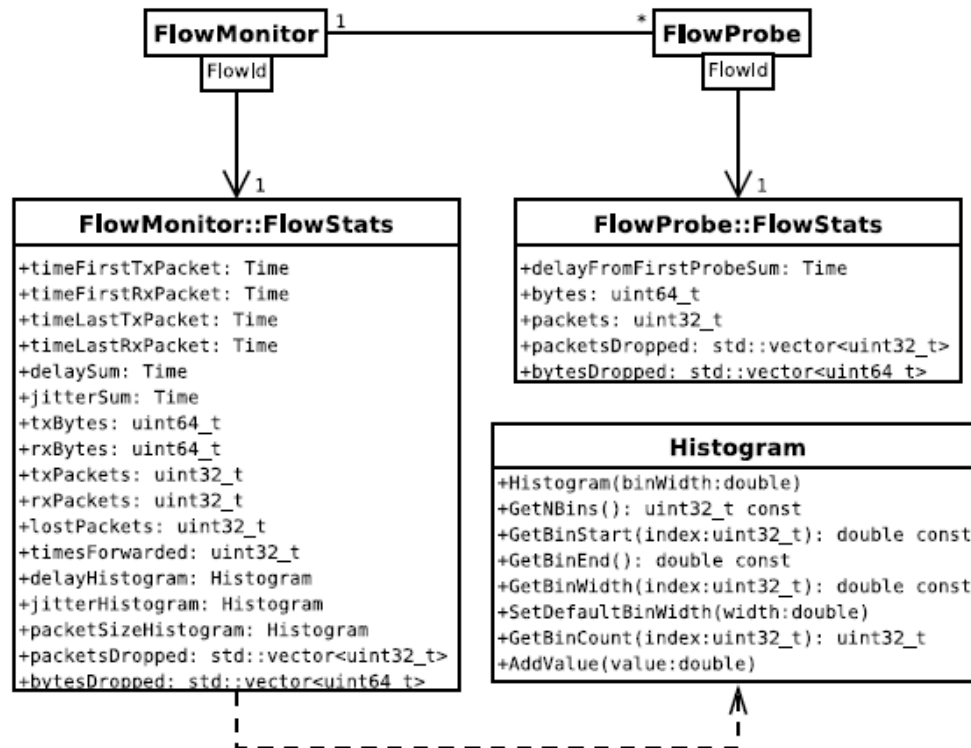 FlowMonitor
1
*
FlowProbe
FlowId
FlowId
1
1
FlowMonitor::FlowStats
+timeFirstTxPacket: Time
+timeFirstRxPacket: Time
+timeLastTxPacket: Time
+timeLastRxPacket: Time
+delaySum: Time
+jitterSum: Time
+txBytes: uint64_t
+rxBytes: uint64_t
+txPackets: uint32_t
+rxPackets: uint32_t
+lostPackets: uint32_t
+timesForwarded: uint32_t
+delayHistogram: Histogram
+jitterHistogram: Histogram
+packetSizeHistogram: Histogram
+packetsDropped: std::vector<uint32_t>
+bytesDropped: std::vector<uint64_t>
FlowProbe::FlowStats
+delayFromFirstProbeSum: Time
+bytes: uint64_t
+packets: uint32_t
+packetsDropped: std::vector<uint32_t>
+bytesDropped: std::vector<uint64_t>
Histogram
+Histogram(binWidth:double)
+GetNBins(): uint32_t const
+GetBinStart(index:uint32_t): double const
+GetBinEnd(): double const
+GetBinWidth(index:uint32_t): double const
+SetDefaultBinWidth(width:double)
+GetBinCount(index:uint32_t): uint32_t
+AddValue(value:double)